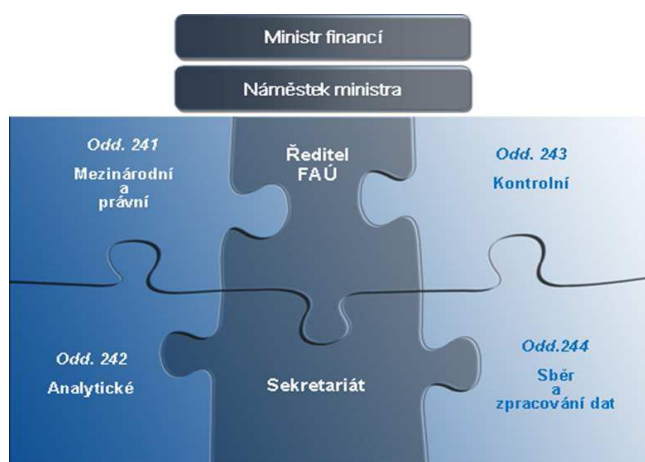 Ministr financí
Náměstek ministra
Odd. 241
Mezinárodní
a
právní
Ředitel
FAÚ
Odd. 243
Kontrolní
Odd. 242
Analytické
Sekretariát
Odd.244
Sběr
a
zpracování dat